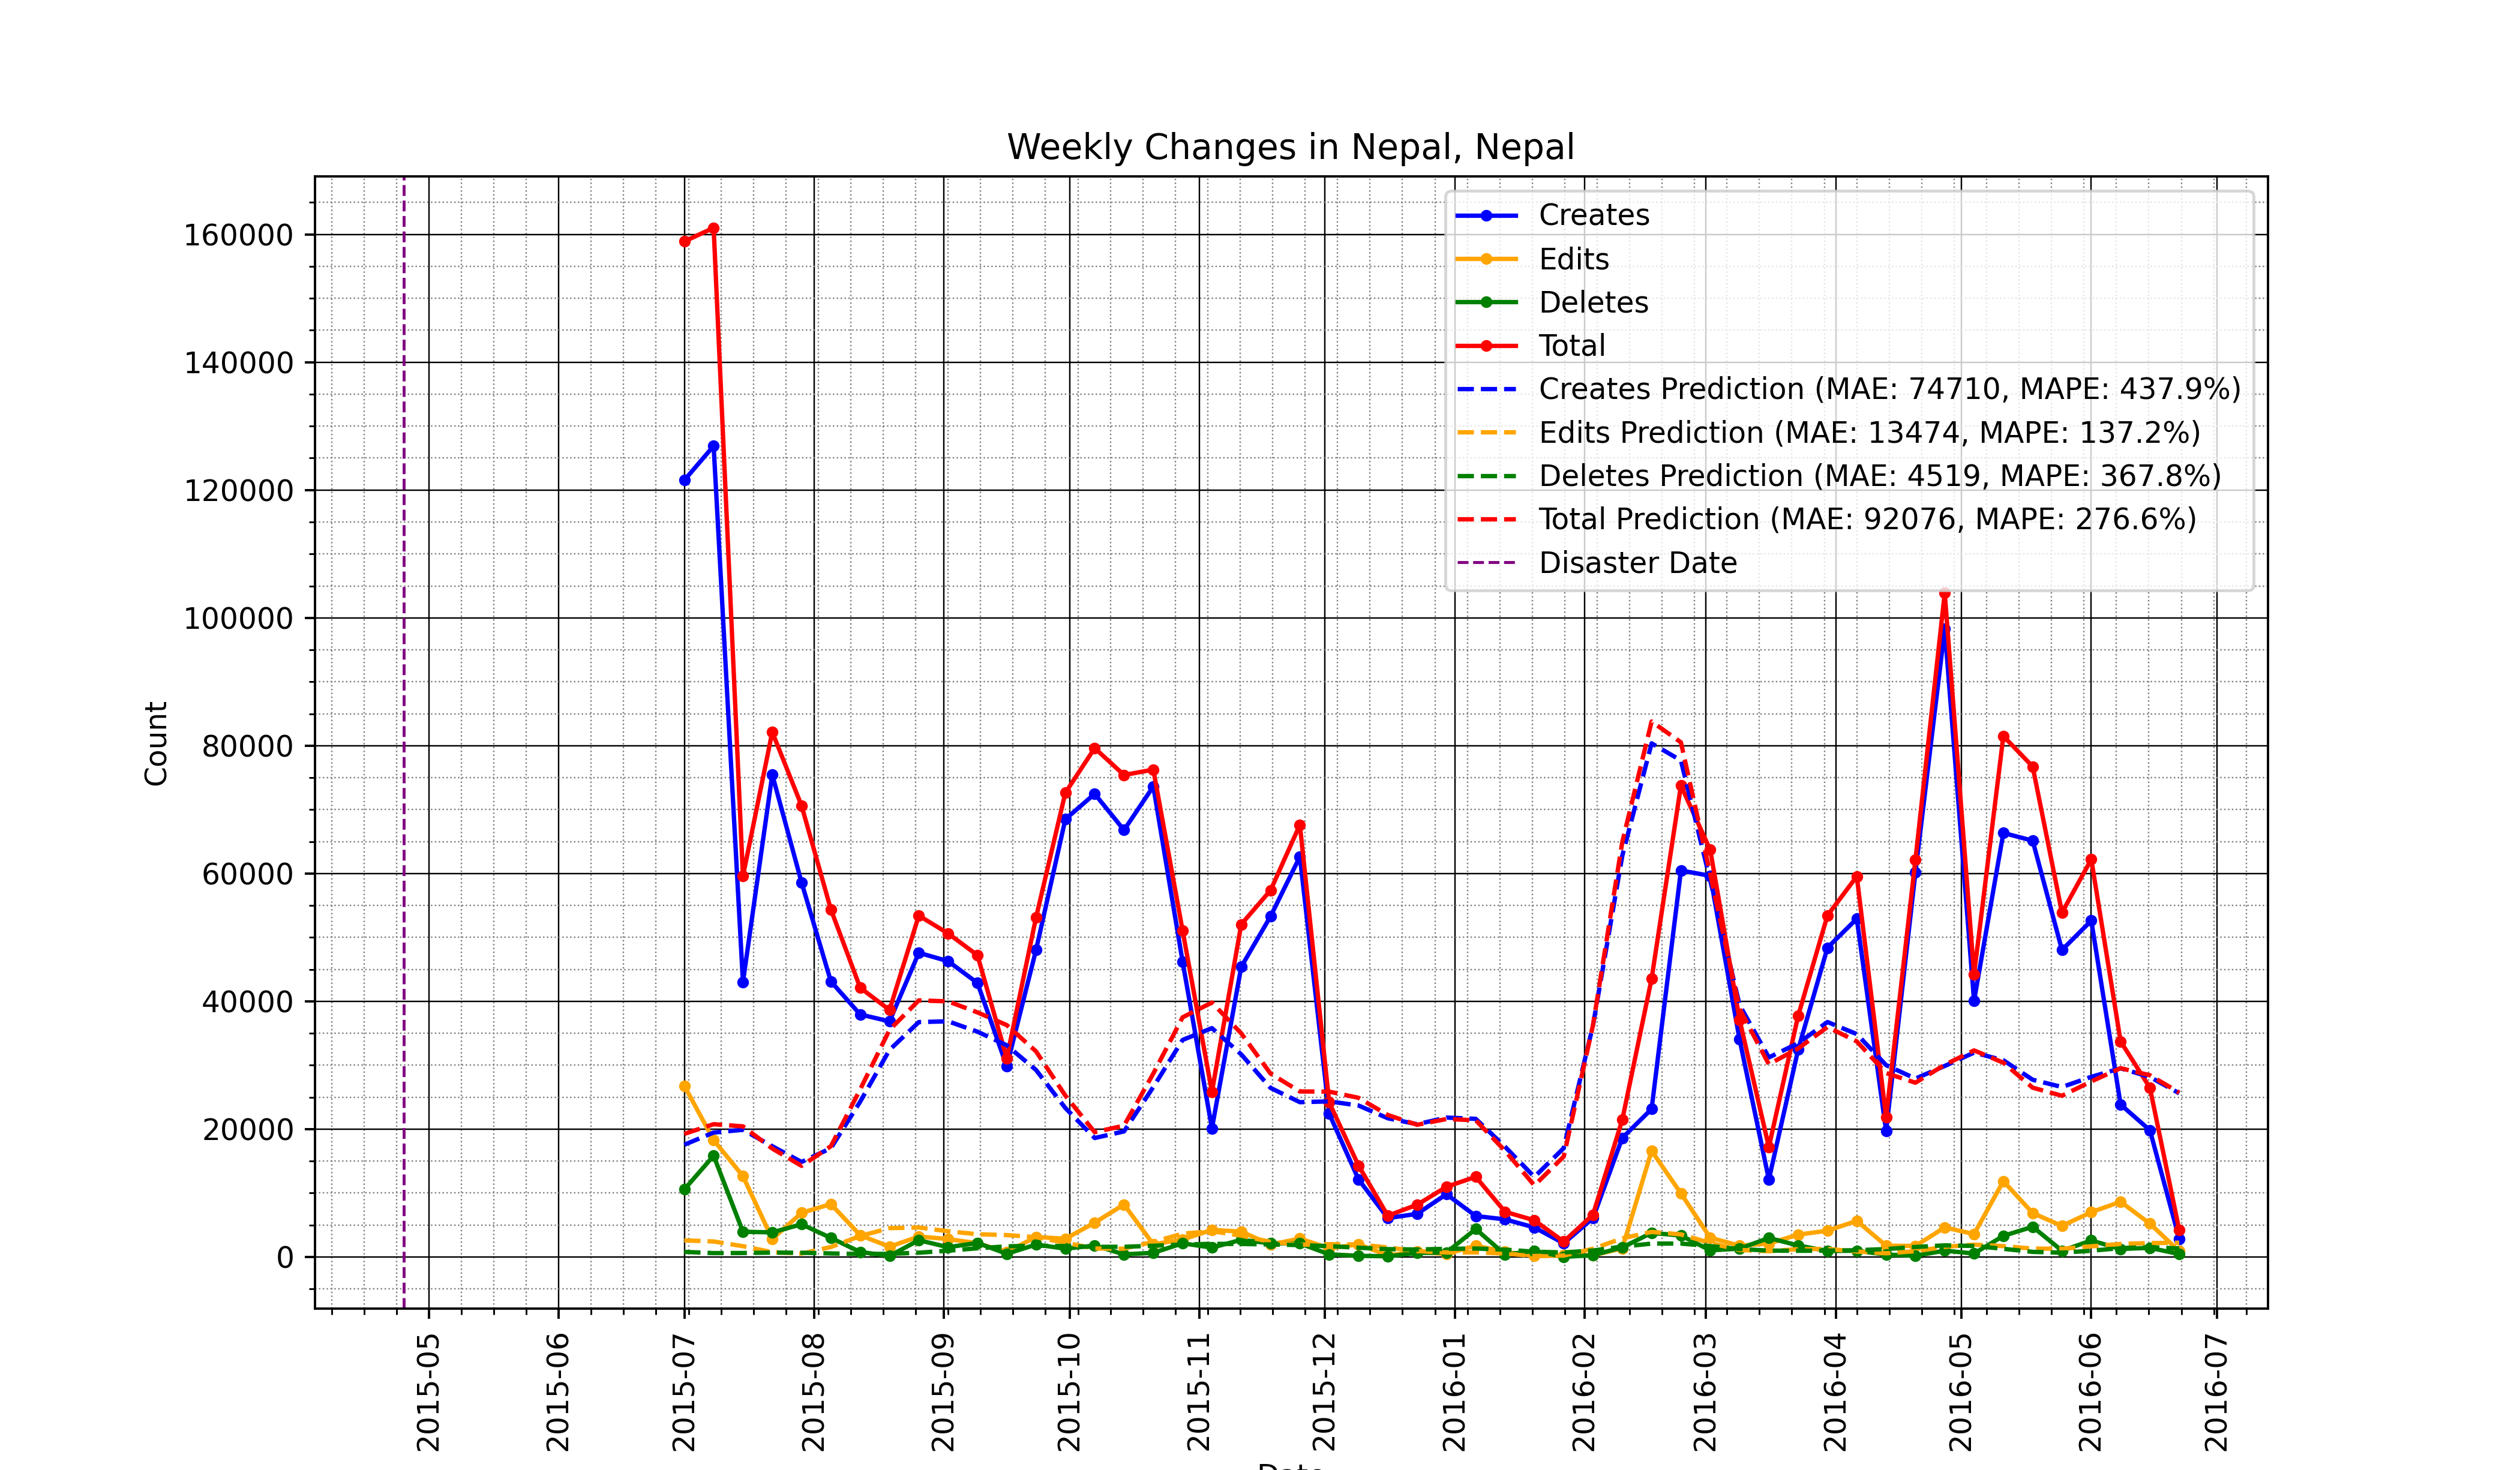 Weekly Changes in Nepal, Nepal
160000
140000
120000
100000
80000
60000
40000
20000
0
Count
Creates
Edits
Deletes
Total
Creates Prediction (MAE: 74710, MAPE: 437.9%)
Edits Prediction (MAE: 13474, MAPE: 137.2%)
Deletes Prediction (MAE: 4519, MAPE: 367.8%)
Total Prediction (MAE: 92076, MAPE: 276.6%)
Disaster Date
2015-05
2015-06
2015-07
2015-08
2015-09
2015-10
2015-11
2015-12
2016-01
2016-02
2016-03
2016-04
2016-05
2016-06
2016-07
Date